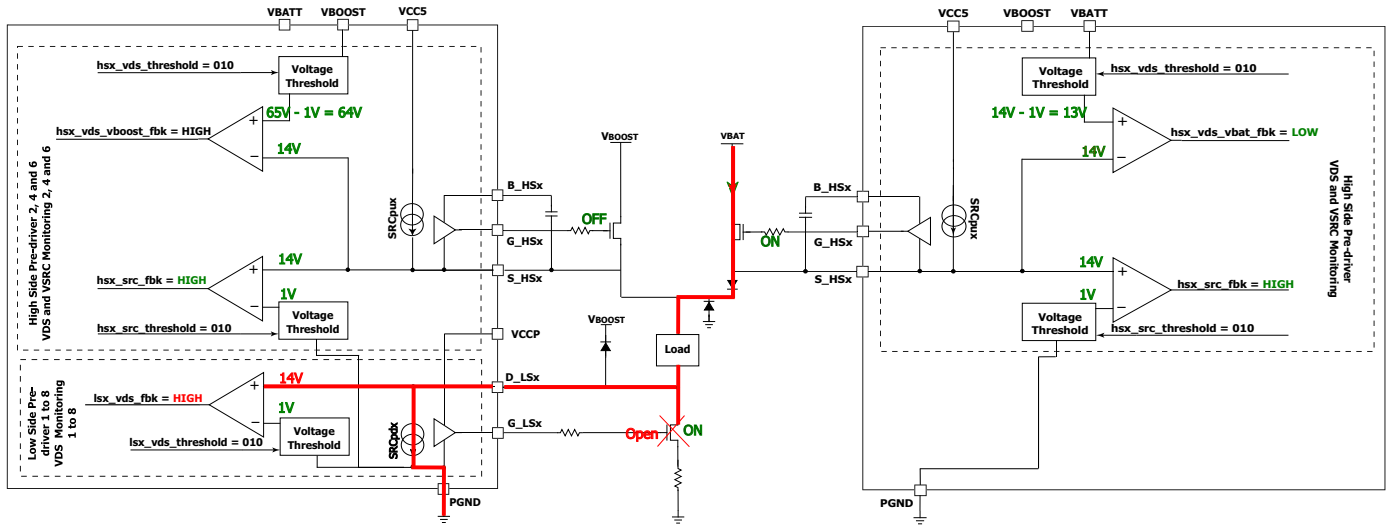 VBATT
VBOOST
VCC5
hsx_vds_threshold = 010
Voltage
Threshold
65V - 1V = 64V
hsx_vds_vboost_fbk = HIGH
+
14V
−
High Side Pre-driver 2, 4 and 6
VDS and VSRC Monitoring 2, 4 and 6
SRCpux
B_HSx
G_HSx
S_HSx
14V
+
hsx_src_fbk = HIGH
1V
−
Voltage
Threshold
hsx_src_threshold = 010
VCCP
Low Side Pre-
driver 1 to 8
VDS Monitoring
1 to 8
14V
+
D_LSx
lsx_vds_fbk = HIGH
1V
−
Voltage
Threshold
lsx_vds_threshold = 010
SRCpdx
G_LSx
PGND
VBOOST
OFF
VBAT
V
ON
VBOOST
Load
Open
ON
VCC5
VBOOST
VBATT
Voltage
Threshold
hsx_vds_threshold = 010
14V - 1V = 13V
+
hsx_vds_vbat_fbk = LOW
14V
−
B_HSx
G_HSx
S_HSx
SRCpux
High Side Pre-driver
VDS and VSRC Monitoring
14V
+
hsx_src_fbk = HIGH
1V
−
Voltage
Threshold
hsx_src_threshold = 010
PGND